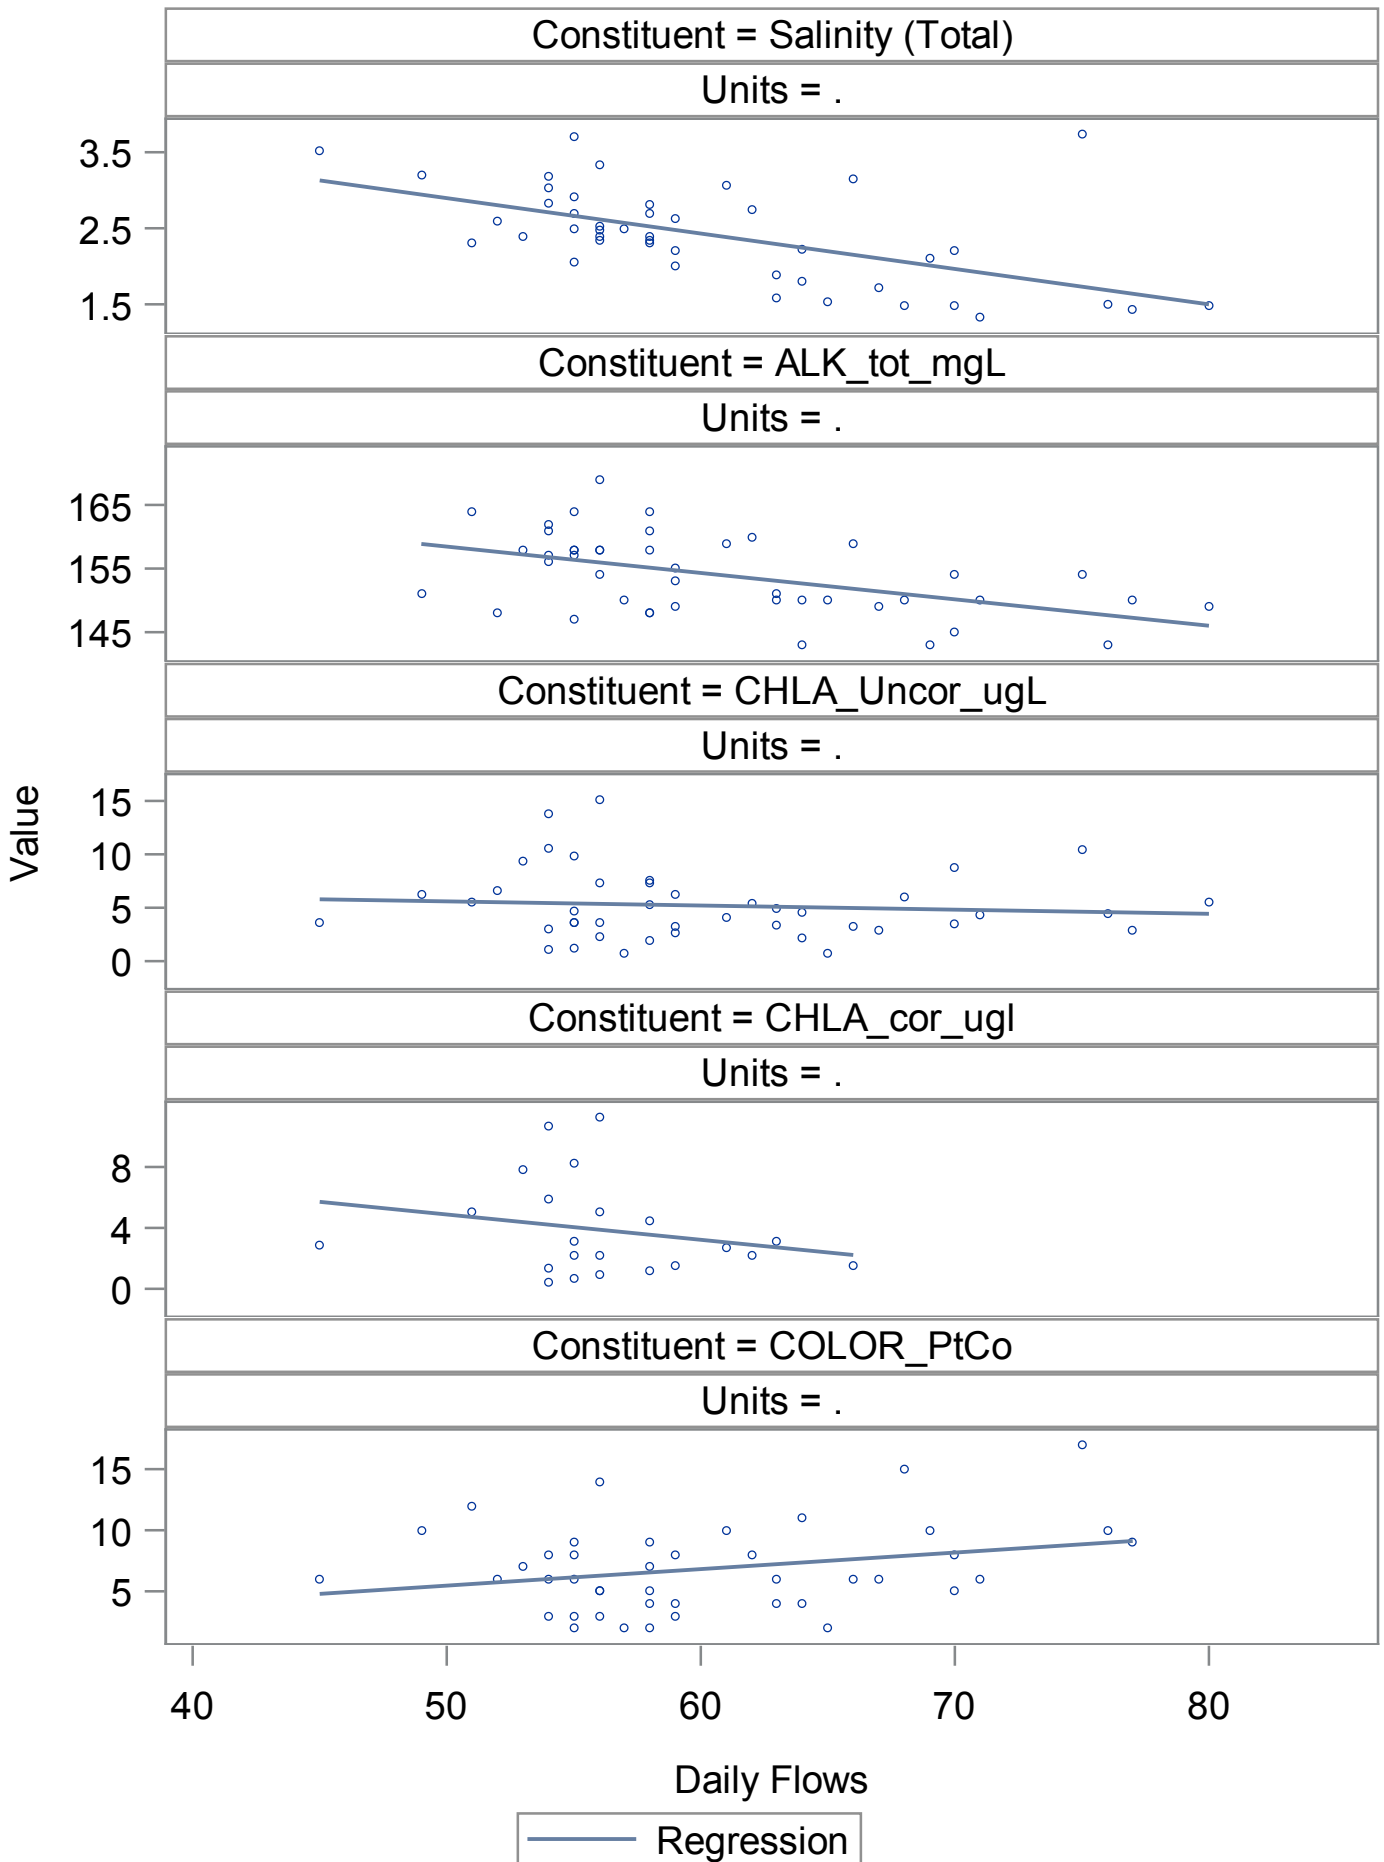 Constituent = Salinity (Total)
Units = .
3.5
2.5
1.5
Constituent = ALK_tot_mgL
Units = .
165
155
145
Constituent = CHLA_Uncor_ugL
Units = .
Value
15
10
5
0
Constituent = CHLA_cor_ugl
Units = .
8
4
0
Constituent = COLOR_PtCo
Units = .
15
10
5
40 50 60 70 80
Daily Flows
Regression